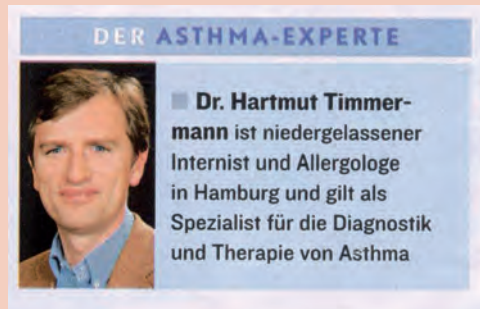 DER ASTHMA-EXPERTE
Dr. Hartmut Timmer-
mann ist niedergelassener
Internist und Allergologe
in Hamburg und gilt als
Spezialist für die Diagnostik
und Therapie von Asthma